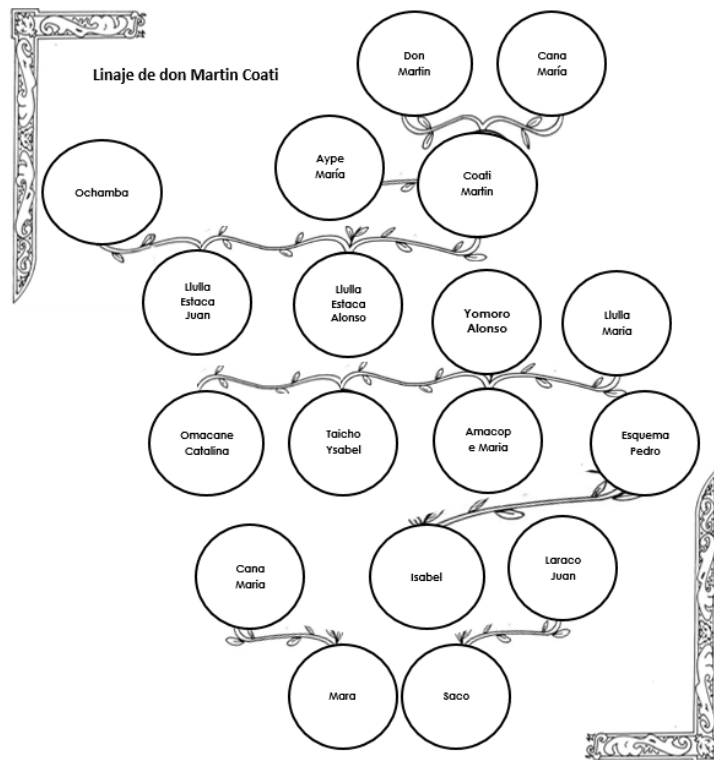 Linaje de don Martin Coati
Don
Martin
Cana
María
Aype
María
Coati
Martin
Ochamba
Llulla
Estaca
Juan
Llulla
Estaca
Alonso
Yomoro
Alonso
Llulla
Maria
Omacane
Catalina
Taicho
Ysabel
Amacop
e Maria
Esquema
Pedro
Cana
Maria
Isabel
Laraco
Juan
Mara
Saco